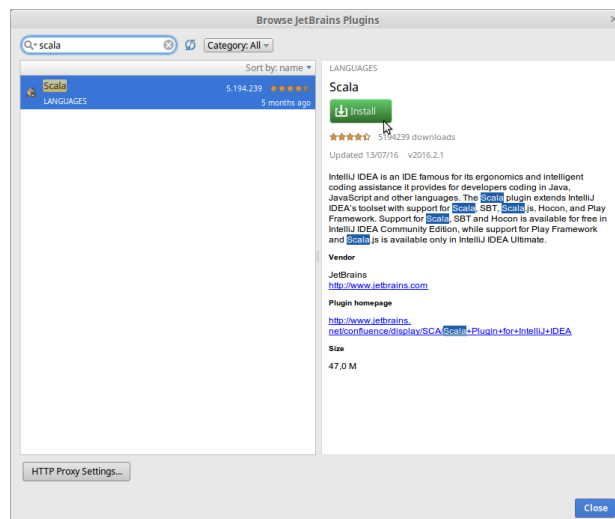 Browse JetBrains Plugins
scala
Category: All
Sort by: name
Scala
5.194.239
LANGUAGES
5 months ago
LANGUAGES
Scala
Install
5194239 downloads
Updated 13/07/16 v2016.2.1
IntelliJ IDEA is an IDE famous for its ergonomics and intelligent
coding assistance it provides for developers coding in Java,
JavaScript and other languages. The Scala plugin extends IntelliJ
IDEA's toolset with support for Scala, SBT, Scala.js, Hocon, and Play
Framework. Support for Scala, SBT and Hocon is available for free in
IntelliJ IDEA Community Edition, while support for Play Framework
and Scala.js is available only in IntelliJ IDEA Ultimate.
Vendor
JetBrains
http://www.jetbrains.com
Plugin homepage
http://www.jetbrains.
net/confluence/display/SCA/Scala+Plugin+for+IntelliJ+IDEA
Size
47,0 M
HTTP Proxy Settings...
Close